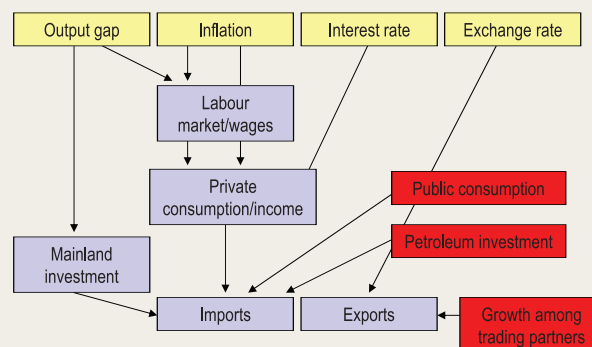 Output gap
Inflation
Interest rate
Exchange rate
Labour
market/wages
Private
consumption/income
Public consumption
Petroleum investment
Mainland
investment
Imports
Exports
Growth among
trading partners